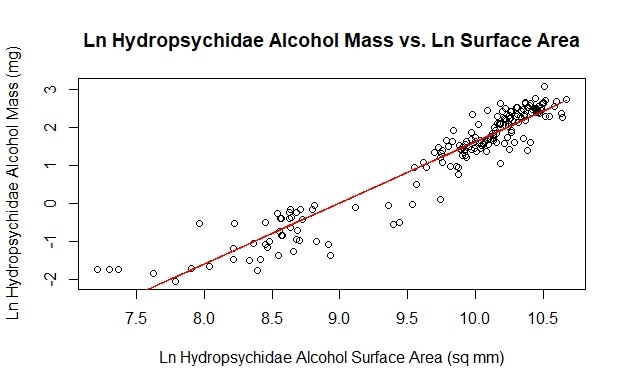 Ln Hydropsychidae Alcohol Mass vs. Ln Surface Area
Ln Hydropsychidae Alcohol Mass (mg)
3
2
1
0
-1
-2
7.5 8.0 8.5 9.0 9.5 10.0 10.5
Ln Hydropsychidae Alcohol Surface Area (sq mm)